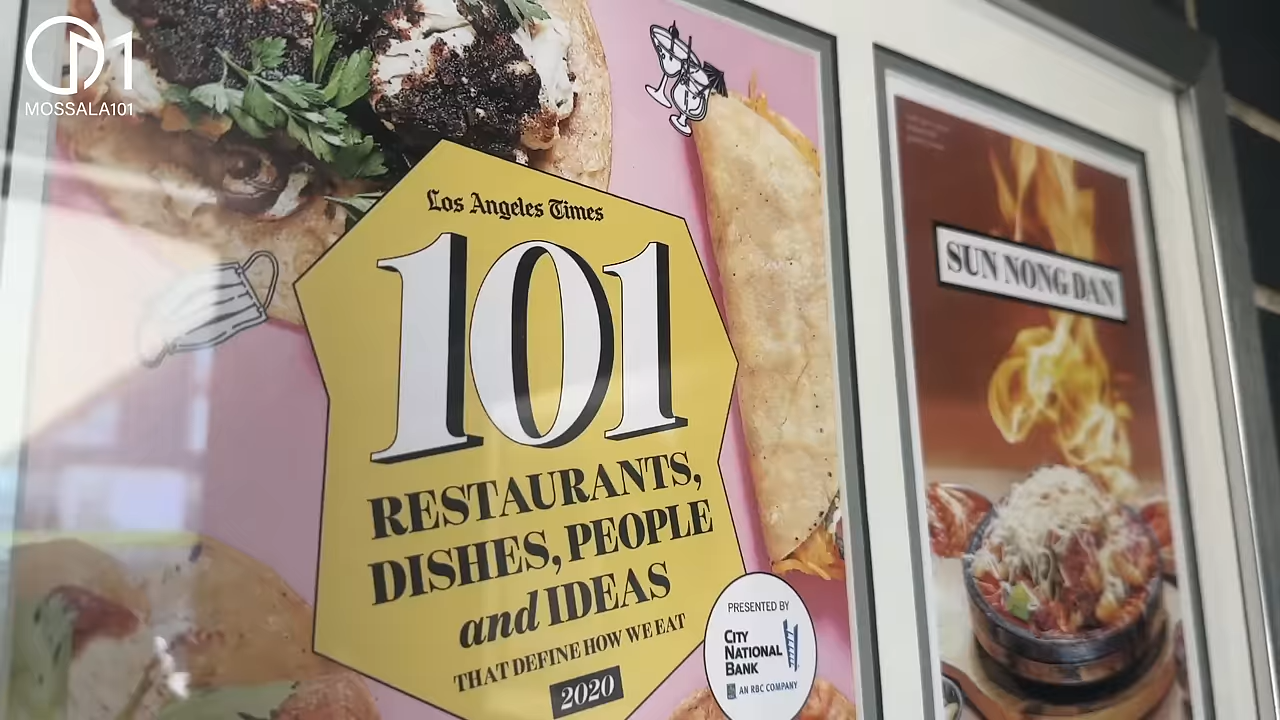 MOSSALA101
Los Angeles Times
101
RESTAURANTS,
DISHES, PEOPLE
and IDEAS
THAT DEFINE HOW WE EAT
2020
PRESENTED BY
CITY
NATIONAL
BANK
AN RBC COMPANY
SUN NONG DAN